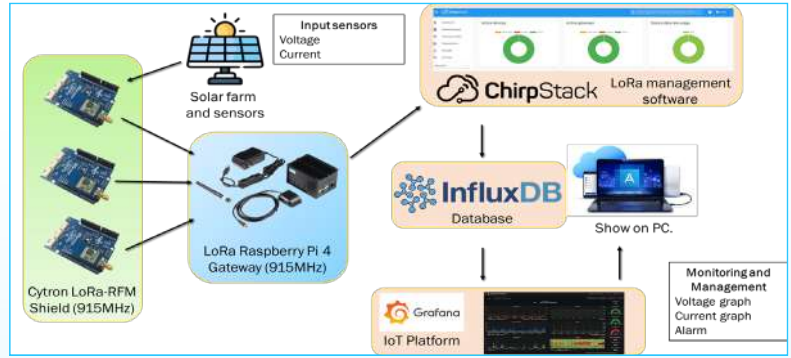 Input sensors
Voltage
Current
Solar farm
and sensors
ChirpStack
LoRa management
software
InfluxDB
Database
Show on PC.
LoRa Raspberry Pi 4
Gateway (915MHz)
Cytron LoRa-RFM
Shield (915MHz)
Grafana
IoT Platform
Monitoring and
Management
Voltage graph
Current graph
Alarm